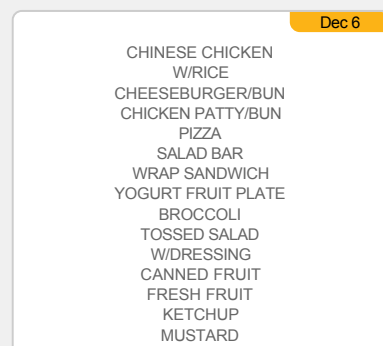 Dec 6
CHINESE CHICKEN
W/RICE
CHEESEBURGER/BUN
CHICKEN PATTY/BUN
PIZZA
SALAD BAR
WRAP SANDWICH
YOGURT FRUIT PLATE
BROCCOLI
TOSSED SALAD
W/DRESSING
CANNED FRUIT
FRESH FRUIT
KETCHUP
MUSTARD